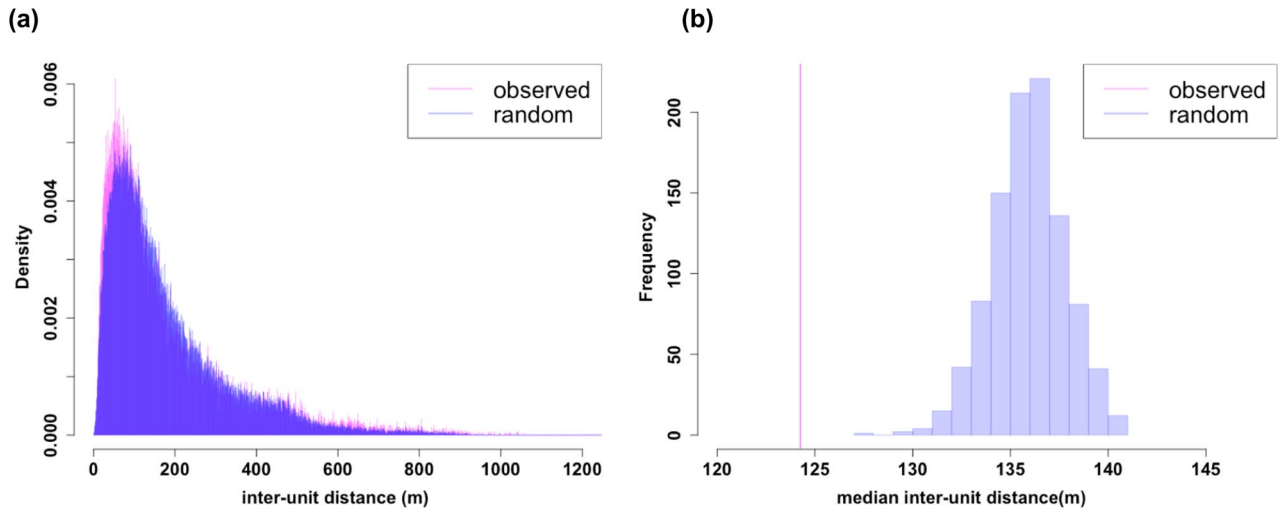 (a)
observed
random
Density
0.000
0.002
0.004
0.006
0 200 400 600 800 1000 1200
inter-unit distance (m)
(b)
observed
random
Frequency
0
50
100
150
200
120 125 130 135 140 145
median inter-unit distance(m)